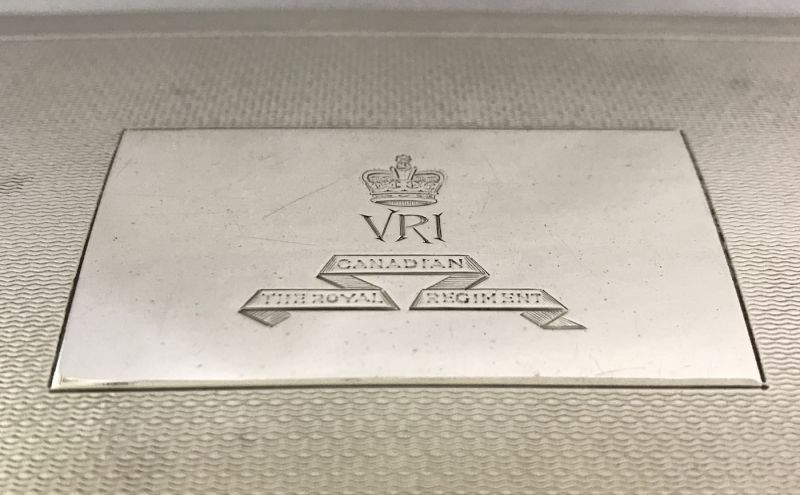 VRI
CANADIAN
THE ROYAL REGIMENT